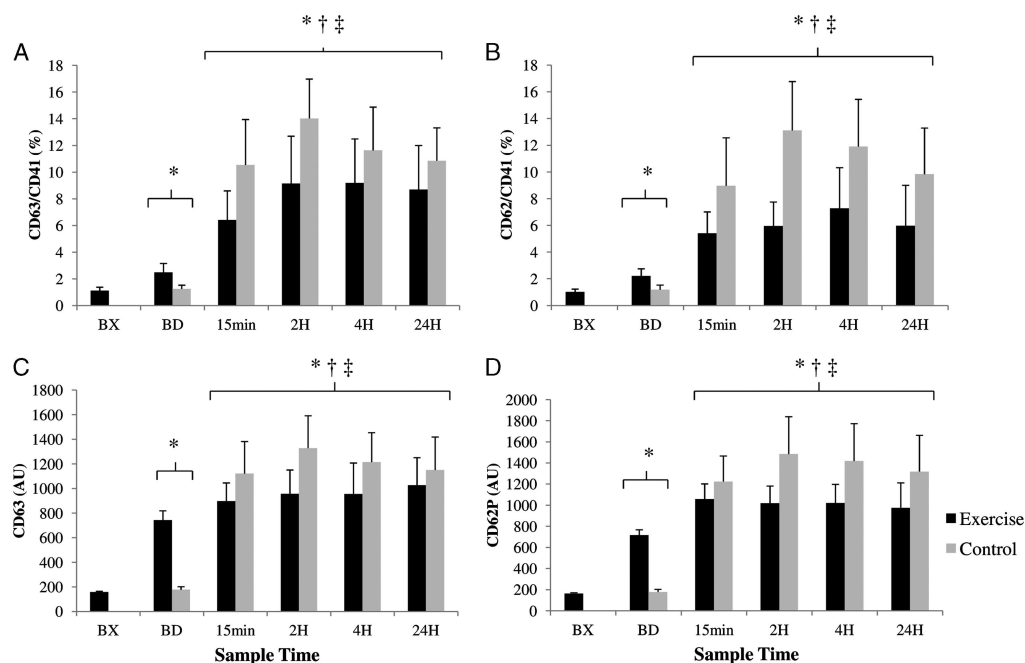 A
* † ‡
CD63/CD41 (%)
18
16
14
12
10
8
6
4
2
0
*
BX BD 15min 2H 4H 24H
B
* † ‡
CD62/CD41 (%)
18
16
14
12
10
8
6
4
2
0
*
BX BD 15min 2H 4H 24H
C
* † ‡
CD63 (AU)
1800
1600
1400
1200
1000
800
600
400
200
0
*
BX BD 15min 2H 4H 24H
Sample Time
D
* † ‡
CD62P (AU)
2000
1800
1600
1400
1200
1000
800
600
400
200
0
*
BX BD 15min 2H 4H 24H
Sample Time
Exercise
Control